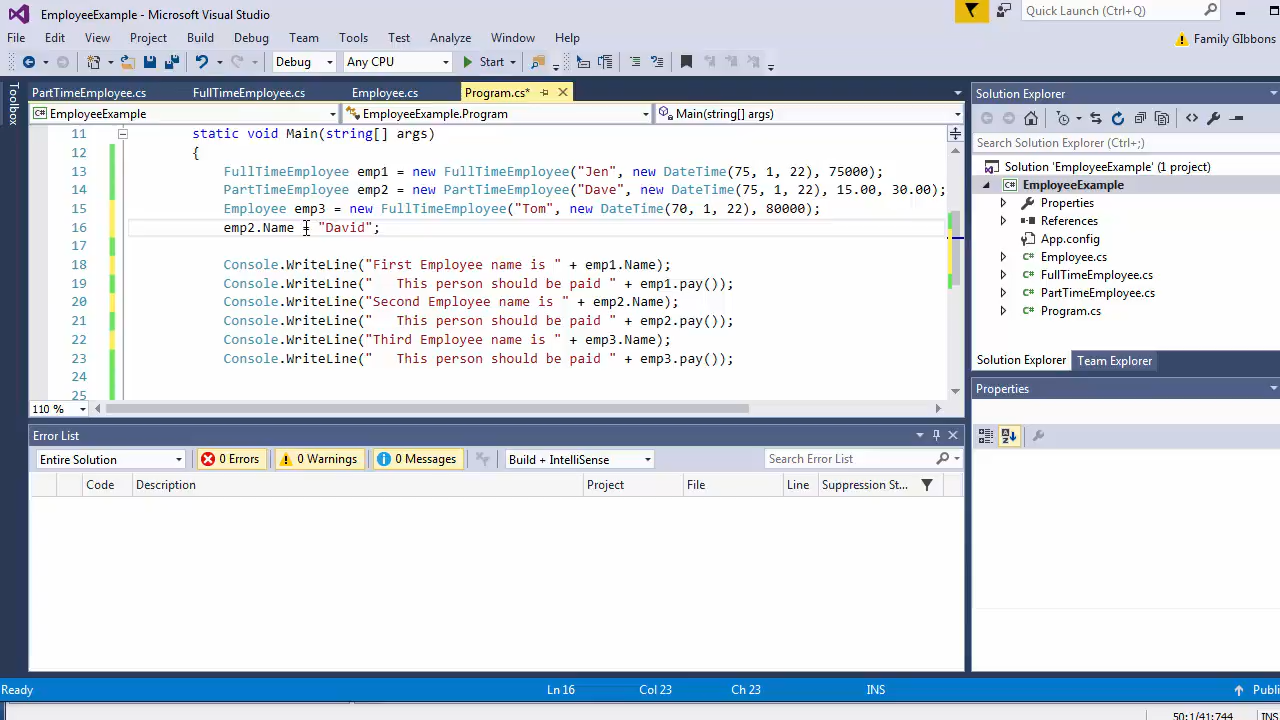 EmployeeExample - Microsoft Visual Studio
Quick Launch (Ctrl+Q)
File Edit View Project Build Debug Team Tools Test Analyze Window Help
Family GIbbons
Debug Any CPU Start
Toolbox
PartTimeEmployee.cs FullTimeEmployee.cs Employee.cs Program.cs*
EmployeeExample EmployeeExample.Program Main(string[] args)
11 static void Main(string[] args)
12 {
13 FullTimeEmployee emp1 = new FullTimeEmployee("Jen", new DateTime(75, 1, 22), 75000);
14 PartTimeEmployee emp2 = new PartTimeEmployee("Dave", new DateTime(75, 1, 22), 15.00, 30.00);
15 Employee emp3 = new FullTimeEmployee("Tom", new DateTime(70, 1, 22), 80000);
16 emp2.Name = "David";
17
18 Console.WriteLine("First Employee name is " + emp1.Name);
19 Console.WriteLine("   This person should be paid " + emp1.pay());
20 Console.WriteLine("Second Employee name is " + emp2.Name);
21 Console.WriteLine("   This person should be paid " + emp2.pay());
22 Console.WriteLine("Third Employee name is " + emp3.Name);
23 Console.WriteLine("   This person should be paid " + emp3.pay());
24
25
110 %
Solution Explorer
Search Solution Explorer (Ctrl+;)
Solution 'EmployeeExample' (1 project)
EmployeeExample
Properties
References
App.config
Employee.cs
FullTimeEmployee.cs
PartTimeEmployee.cs
Program.cs
Solution Explorer Team Explorer
Properties
Error List
Entire Solution 0 Errors 0 Warnings 0 Messages Build + IntelliSense Search Error List
Code Description Project File Line Suppression St...
Ready Ln 16 Col 23 Ch 23 INS Publi
50:1/41:744 INS